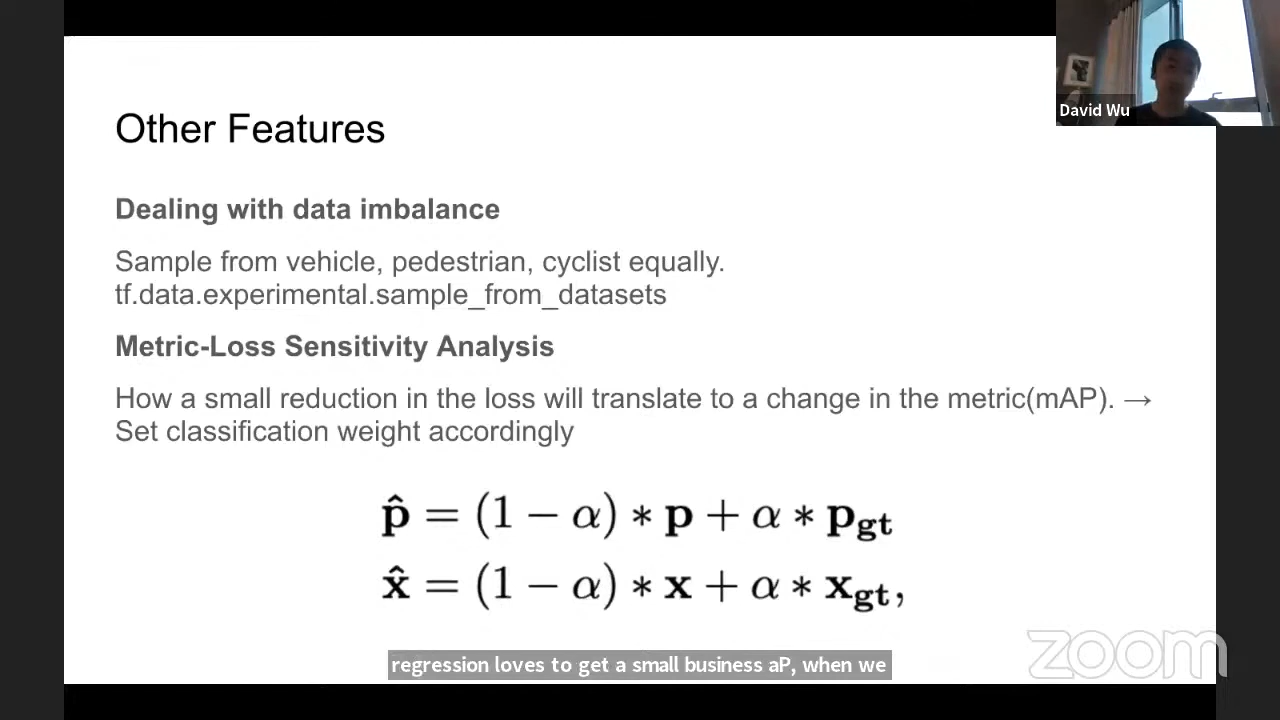 David Wu
Other Features
Dealing with data imbalance
Sample from vehicle, pedestrian, cyclist equally.
tf.data.experimental.sample_from_datasets
Metric-Loss Sensitivity Analysis
How a small reduction in the loss will translate to a change in the metric(mAP). →
Set classification weight accordingly
p̂ = (1 − α) ∗ p + α ∗ p_gt
x̂ = (1 − α) ∗ x + α ∗ x_gt,
regression loves to get a small business aP, when we
zoom